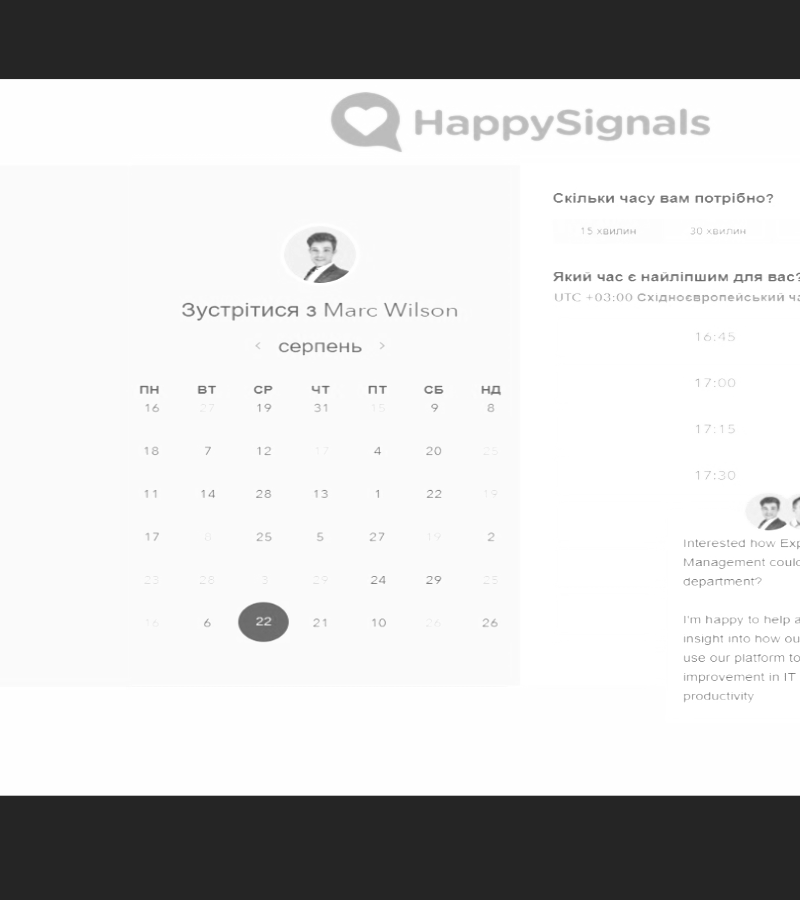 HappySignals
Зустрітися з Marc Wilson
серпень
ПН ВТ СР ЧТ ПТ СБ НД
16 27 19 31 15 9 8
18 7 12 17 4 20 25
11 14 28 13 1 22 19
17 8 25 5 27 19 2
23 28 3 29 24 29 25
16 6 22 21 10 26 26
Скільки часу вам потрібно?
15 хвилин 30 хвилин
Який час є найліпшим для вас?
UTC +03:00 Східноєвропейський ча
16:45
17:00
17:15
17:30
Interested how Exp
Management could
department?
I'm happy to help a
insight into how ou
use our platform to
improvement in IT
productivity